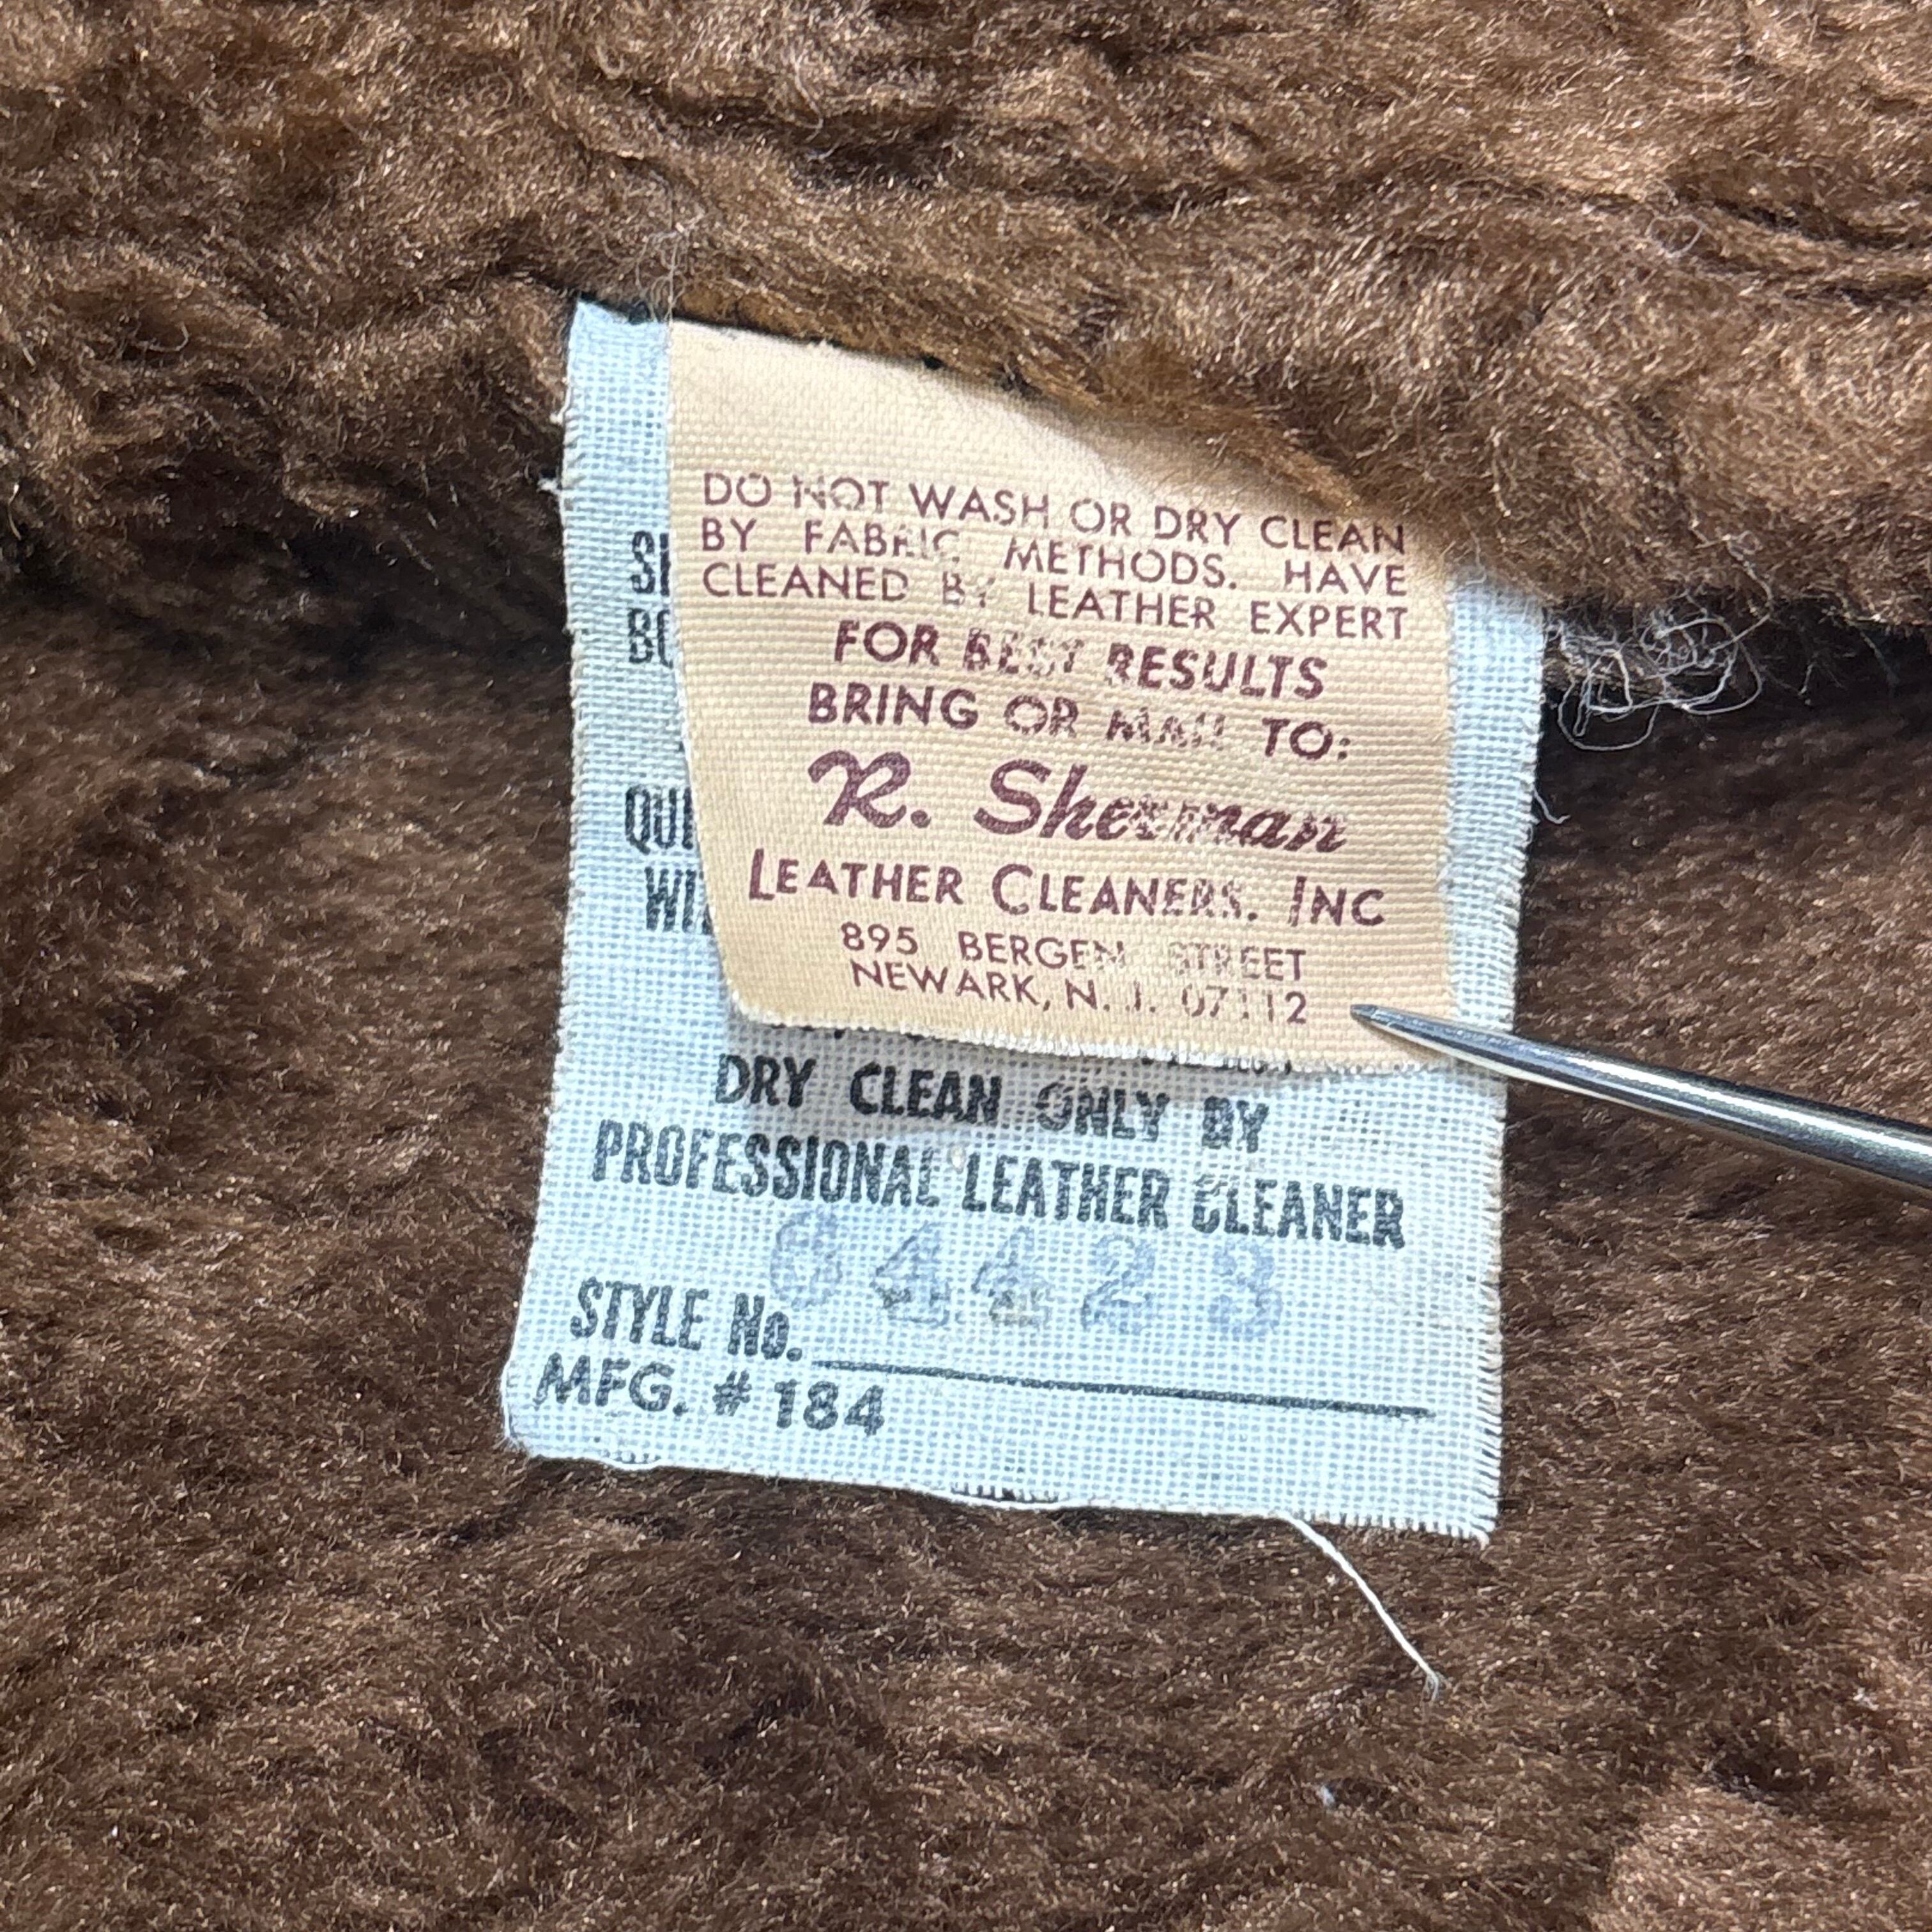 DO NOT WASH OR DRY CLEAN
BY FABRIC METHODS. HAVE
CLEANED BY LEATHER EXPERT
FOR BEST RESULTS
BRING OR MAIL TO:
R. Sherman
LEATHER CLEANERS. INC
895 BERGEN STREET
NEWARK, N. J. 07112
DRY CLEAN ONLY BY
PROFESSIONAL LEATHER CLEANER
64423
STYLE No.
MFG. # 184